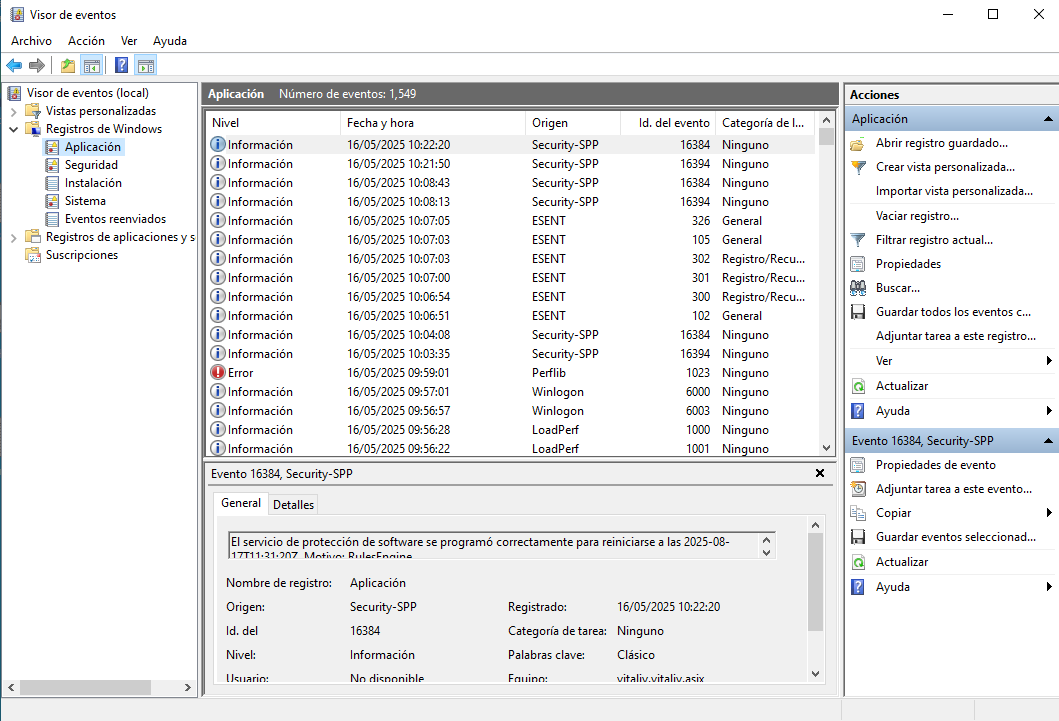 Visor de eventos
Archivo Acción Ver Ayuda
Visor de eventos (local)
Vistas personalizadas
Registros de Windows
Aplicación
Seguridad
Instalación
Sistema
Eventos reenviados
Registros de aplicaciones y s
Suscripciones
Aplicación Número de eventos: 1,549
Nivel Fecha y hora Origen Id. del evento Categoría de l...
Información 16/05/2025 10:22:20 Security-SPP 16384 Ninguno
Información 16/05/2025 10:21:50 Security-SPP 16394 Ninguno
Información 16/05/2025 10:08:43 Security-SPP 16384 Ninguno
Información 16/05/2025 10:08:13 Security-SPP 16394 Ninguno
Información 16/05/2025 10:07:05 ESENT 326 General
Información 16/05/2025 10:07:03 ESENT 105 General
Información 16/05/2025 10:07:03 ESENT 302 Registro/Recu...
Información 16/05/2025 10:07:00 ESENT 301 Registro/Recu...
Información 16/05/2025 10:06:54 ESENT 300 Registro/Recu...
Información 16/05/2025 10:06:51 ESENT 102 General
Información 16/05/2025 10:04:08 Security-SPP 16384 Ninguno
Información 16/05/2025 10:03:35 Security-SPP 16394 Ninguno
Error 16/05/2025 09:59:01 Perflib 1023 Ninguno
Información 16/05/2025 09:57:01 Winlogon 6000 Ninguno
Información 16/05/2025 09:56:57 Winlogon 6003 Ninguno
Información 16/05/2025 09:56:28 LoadPerf 1000 Ninguno
Información 16/05/2025 09:56:22 LoadPerf 1001 Ninguno
Evento 16384, Security-SPP
General Detalles
El servicio de protección de software se programó correctamente para reiniciarse a las 2025-08-
17T11:31:20Z. Motivo: RulesEngine.
Nombre de registro: Aplicación
Origen: Security-SPP Registrado: 16/05/2025 10:22:20
Id. del 16384 Categoría de tarea: Ninguno
Nivel: Información Palabras clave: Clásico
Usuario: No disponible Equipo: vitaliy.vitaliy.asix
Acciones
Aplicación
Abrir registro guardado...
Crear vista personalizada...
Importar vista personalizada...
Vaciar registro...
Filtrar registro actual...
Propiedades
Buscar...
Guardar todos los eventos c...
Adjuntar tarea a este registro...
Ver
Actualizar
Ayuda
Evento 16384, Security-SPP
Propiedades de evento
Adjuntar tarea a este evento...
Copiar
Guardar eventos seleccionad...
Actualizar
Ayuda